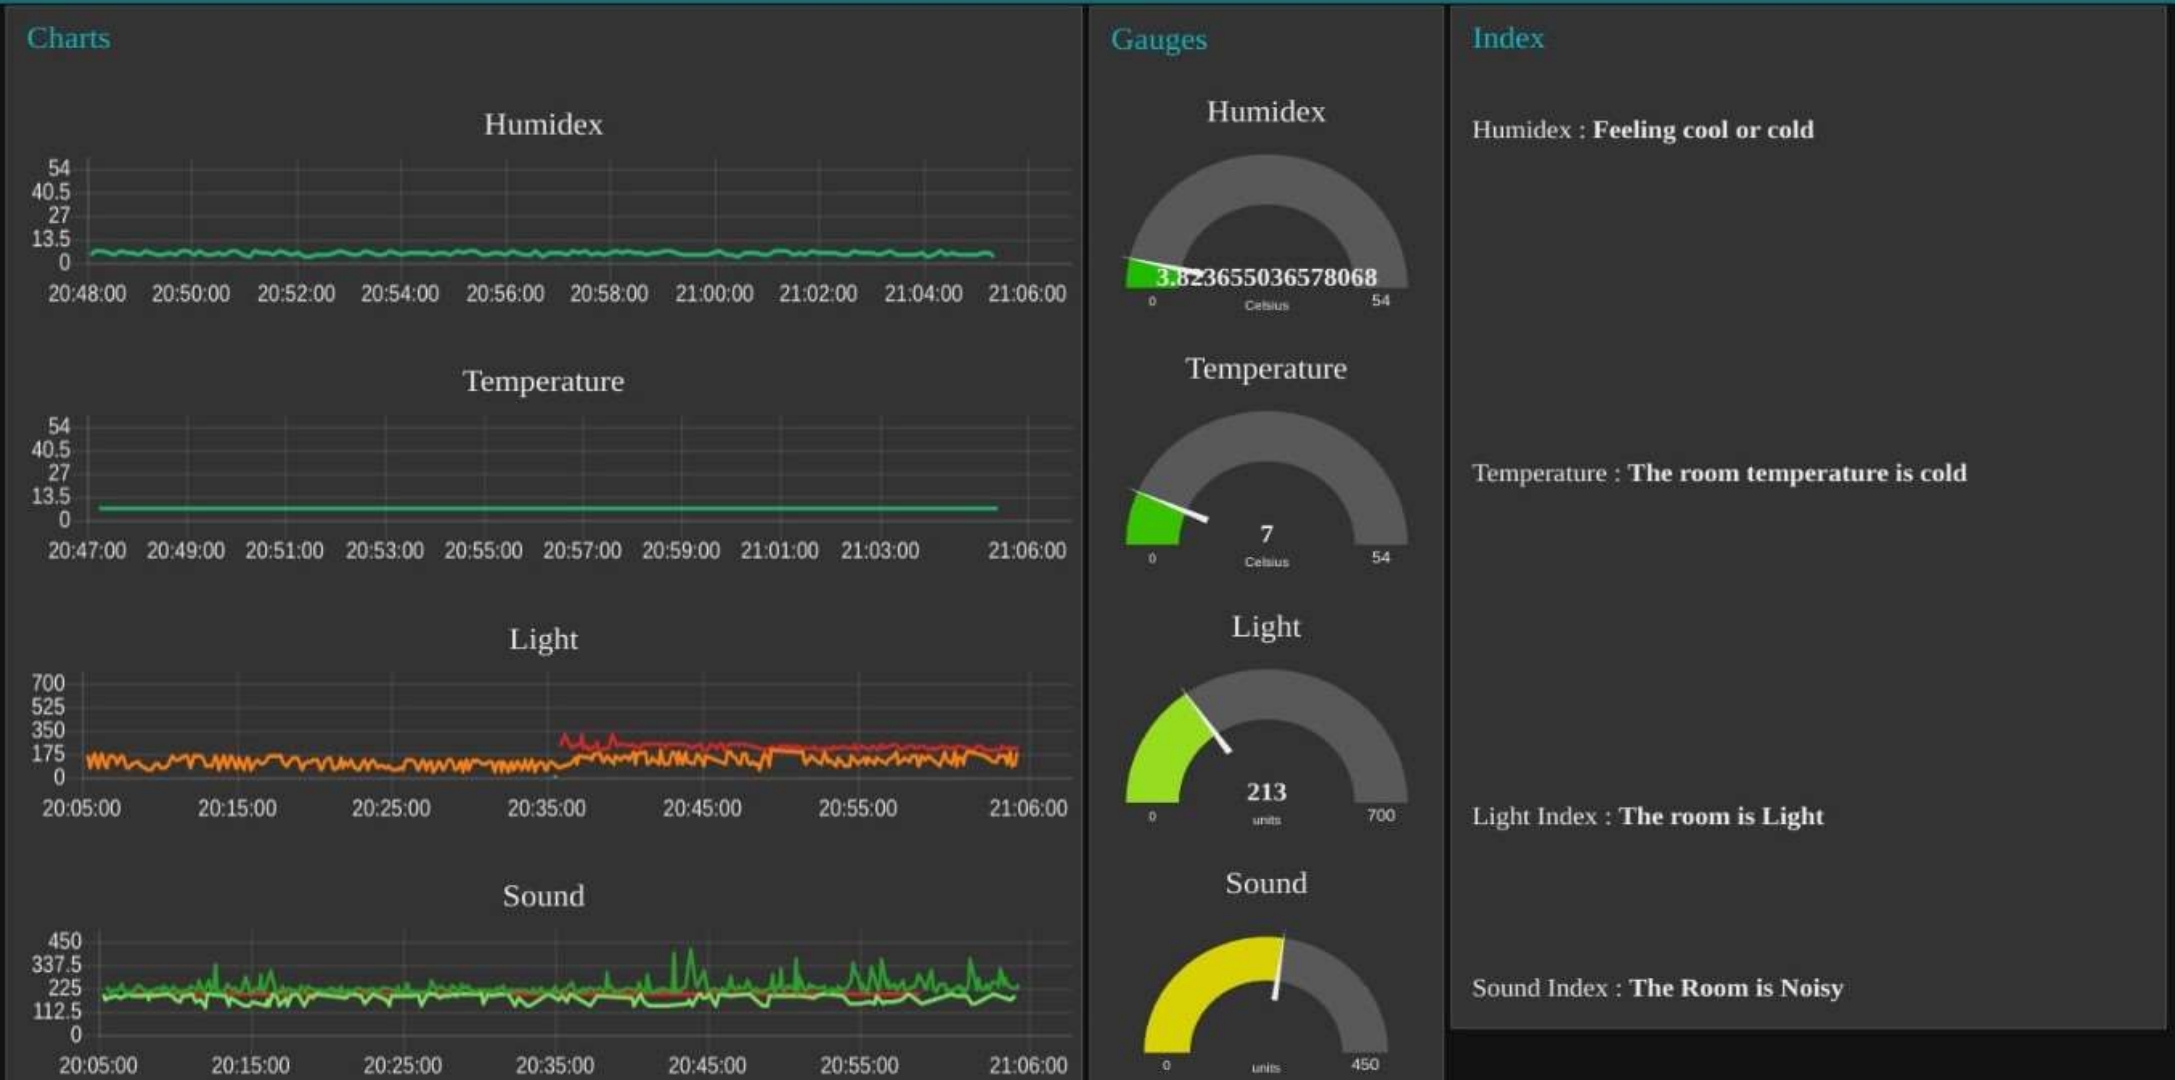 Charts
Humidex
54
40.5
27
13.5
0
20:48:00 20:50:00 20:52:00 20:54:00 20:56:00 20:58:00 21:00:00 21:02:00 21:04:00 21:06:00
Temperature
54
40.5
27
13.5
0
20:47:00 20:49:00 20:51:00 20:53:00 20:55:00 20:57:00 20:59:00 21:01:00 21:03:00 21:06:00
Light
700
525
350
175
0
20:05:00 20:15:00 20:25:00 20:35:00 20:45:00 20:55:00 21:06:00
Sound
450
337.5
225
112.5
0
20:05:00 20:15:00 20:25:00 20:35:00 20:45:00 20:55:00 21:06:00
Gauges
Humidex
3.823655036578068
0 Celsius 54
Temperature
7
0 Celsius 54
Light
213
0 units 700
Sound
0 units 450
Index
Humidex : Feeling cool or cold
Temperature : The room temperature is cold
Light Index : The room is Light
Sound Index : The Room is Noisy